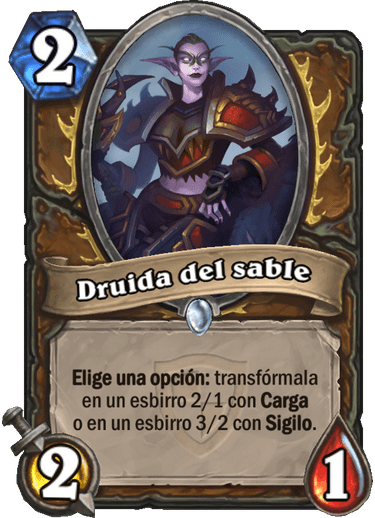 2
Druida del sable
Elige una opción: transfórmala
en un esbirro 2/1 con Carga
o en un esbirro 3/2 con Sigilo.
2
1